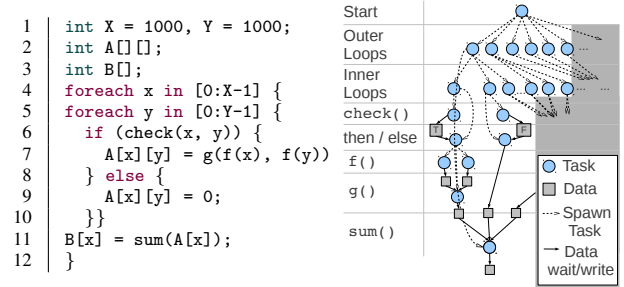 1 int X = 1000, Y = 1000;
2 int A[][];
3 int B[];
4 foreach x in [0:X-1] {
5 foreach y in [0:Y-1] {
6 if (check(x, y)) {
7 A[x][y] = g(f(x), f(y))
8 } else {
9 A[x][y] = 0;
10 }}
11 B[x] = sum(A[x]);
12 }
Start
Outer
Loops
...
Inner
Loops
... ...
check()
T
F
then / else
f()
g()
sum()
Task
Data
Spawn
Task
Data
wait/write